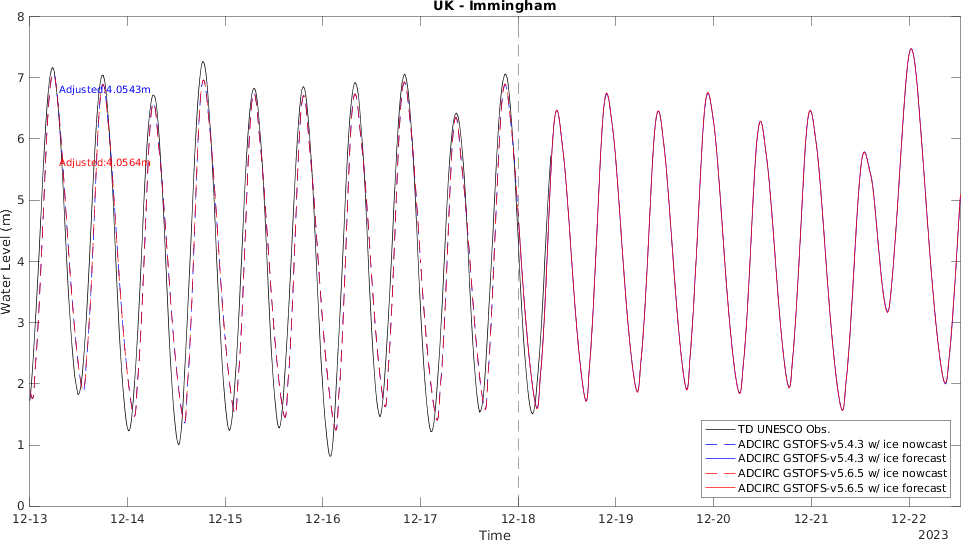 UK - Immingham
8
7
6
5
4
3
2
1
0
Water Level (m)
Adjusted:4.0543m
Adjusted:4.0564m
TD UNESCO Obs.
ADCIRC GSTOFS-v5.4.3 w/ ice nowcast
ADCIRC GSTOFS-v5.4.3 w/ ice forecast
ADCIRC GSTOFS-v5.6.5 w/ ice nowcast
ADCIRC GSTOFS-v5.6.5 w/ ice forecast
12-13 12-14 12-15 12-16 12-17 12-18 12-19 12-20 12-21 12-22
Time
2023